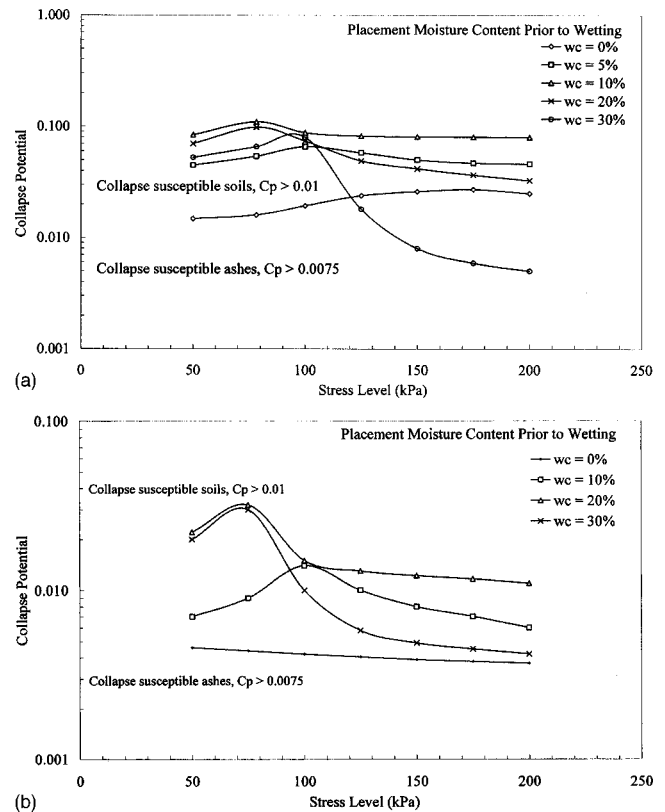 1.000
Placement Moisture Content Prior to Wetting
wc = 0%
wc = 5%
wc = 10%
wc = 20%
wc = 30%
0.100
Collapse Potential
Collapse susceptible soils, Cp > 0.01
0.010
Collapse susceptible ashes, Cp > 0.0075
0.001
0 50 100 150 200 250
(a)
Stress Level (kPa)
0.100
Placement Moisture Content Prior to Wetting
wc = 0%
wc = 10%
wc = 20%
wc = 30%
Collapse susceptible soils, Cp > 0.01
Collapse Potential
0.010
Collapse susceptible ashes, Cp > 0.0075
0.001
0 50 100 150 200 250
(b)
Stress Level (kPa)